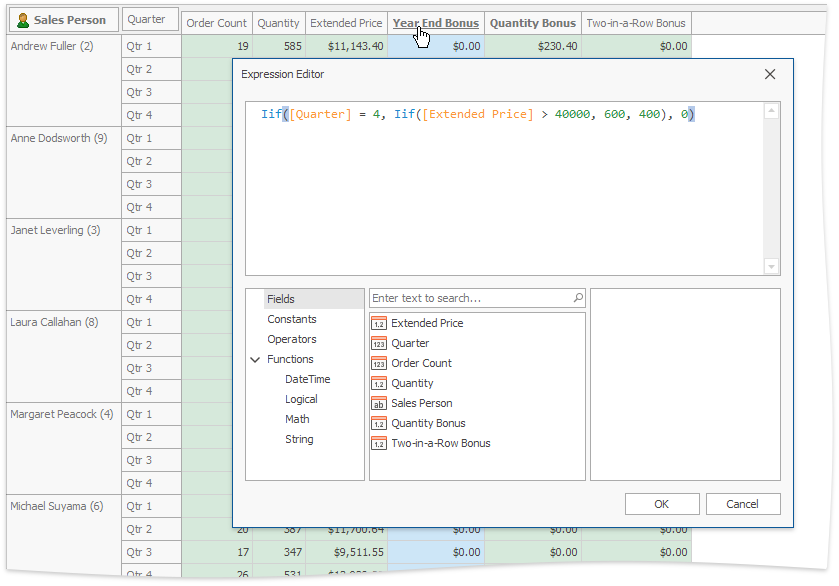 Sales Person Quarter Order Count Quantity Extended Price Year End Bonus Quantity Bonus Two-in-a-Row Bonus
Andrew Fuller (2) Qtr 1 19 585 $11,143.40 $0.00 $230.40 $0.00
Qtr 2
Qtr 3
Qtr 4
Anne Dodsworth (9) Qtr 1
Qtr 2
Qtr 3
Qtr 4
Janet Leverling (3) Qtr 1
Qtr 2
Qtr 3
Qtr 4
Laura Callahan (8) Qtr 1
Qtr 2
Qtr 3
Qtr 4
Margaret Peacock (4) Qtr 1
Qtr 2
Qtr 3
Qtr 4
Michael Suyama (6) Qtr 1
Qtr 2 20 387 $11,700.64 $0.00 $0.00 $0.00
Qtr 3 17 347 $9,511.55 $0.00 $0.00 $0.00
Qtr 4 26 531
Expression Editor
Iif([Quarter] = 4, Iif([Extended Price] > 40000, 600, 400), 0)
Fields
Constants
Operators
Functions
DateTime
Logical
Math
String
Enter text to search...
1.2 Extended Price
123 Quarter
123 Order Count
1.2 Quantity
ab Sales Person
1.2 Quantity Bonus
1.2 Two-in-a-Row Bonus
OK Cancel